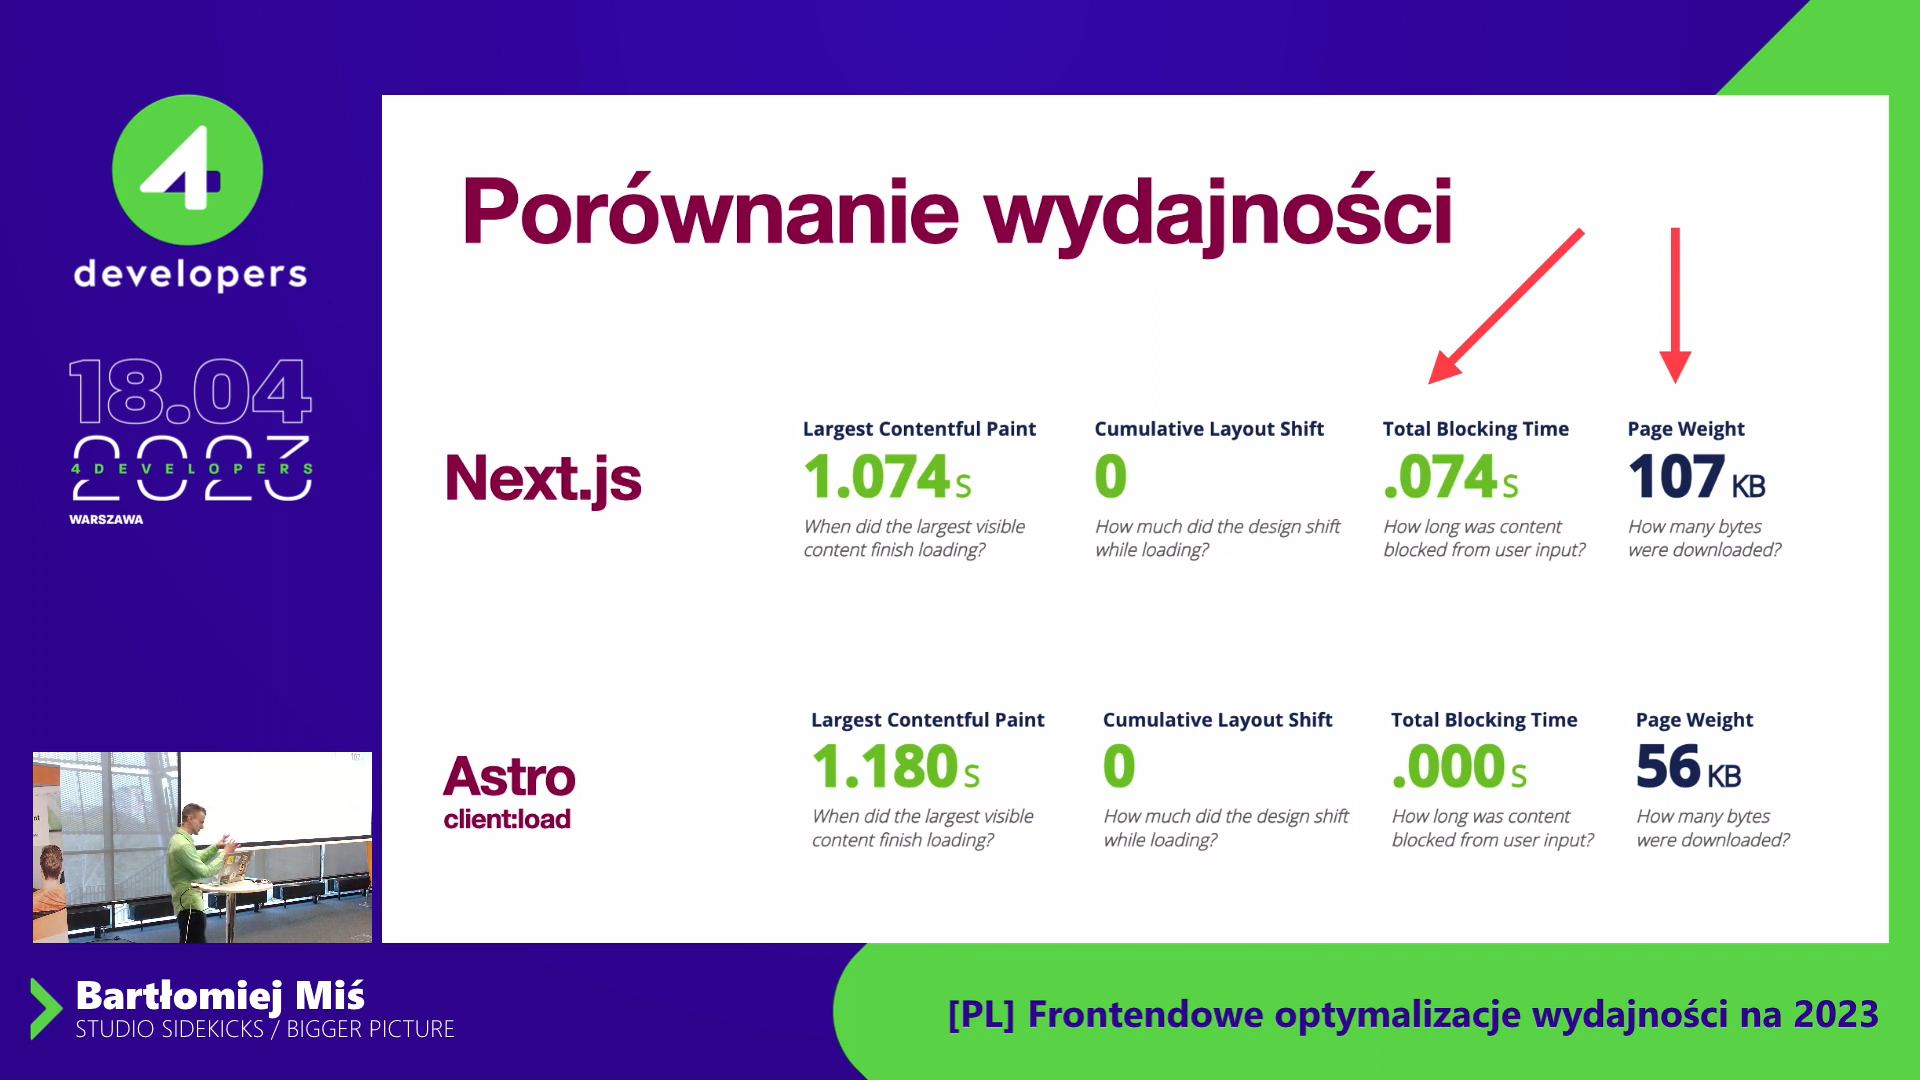 4
developers
18.04
2023
4DEVELOPERS
WARSZAWA
Porównanie wydajności
Next.js
Largest Contentful Paint
1.074 s
When did the largest visible
content finish loading?
Cumulative Layout Shift
0
How much did the design shift
while loading?
Total Blocking Time
.074 s
How long was content
blocked from user input?
Page Weight
107 KB
How many bytes
were downloaded?
Astro
client:load
Largest Contentful Paint
1.180 s
When did the largest visible
content finish loading?
Cumulative Layout Shift
0
How much did the design shift
while loading?
Total Blocking Time
.000 s
How long was content
blocked from user input?
Page Weight
56 KB
How many bytes
were downloaded?
Bartłomiej Miś
STUDIO SIDEKICKS / BIGGER PICTURE
[PL] Frontendowe optymalizacje wydajności na 2023